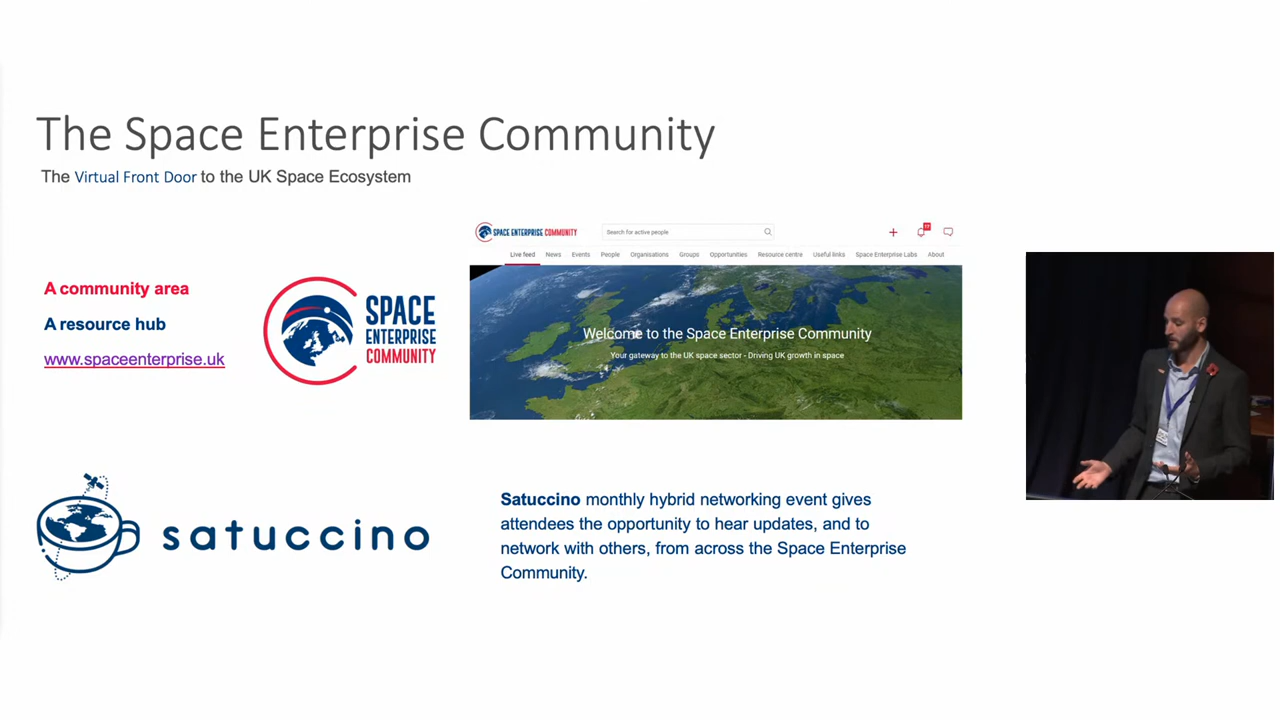 The Space Enterprise Community
The Virtual Front Door to the UK Space Ecosystem
A community area
A resource hub
www.spaceenterprise.uk
SPACE
ENTERPRISE
COMMUNITY
SPACE ENTERPRISE COMMUNITY
Search for active people
17
Live feed News Events People Organisations Groups Opportunities Resource centre Useful links Space Enterprise Labs About
Welcome to the Space Enterprise Community
Your gateway to the UK space sector - Driving UK growth in space
satuccino
Satuccino monthly hybrid networking event gives
attendees the opportunity to hear updates, and to
network with others, from across the Space Enterprise
Community.